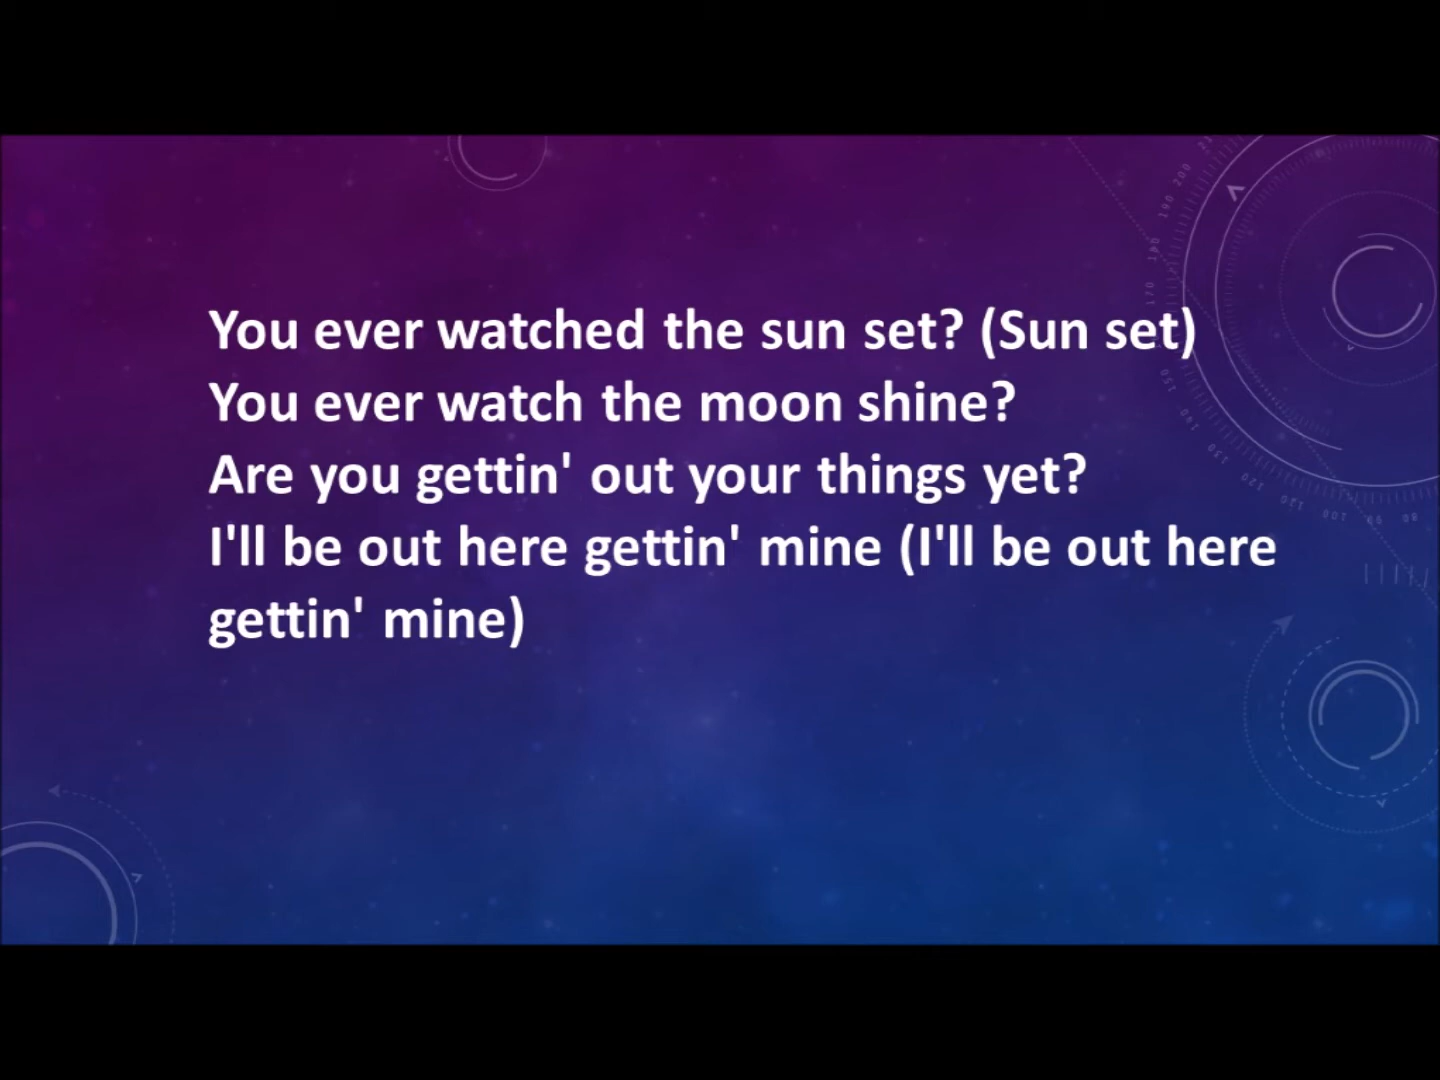 You ever watched the sun set? (Sun set)
You ever watch the moon shine?
Are you gettin' out your things yet?
I'll be out here gettin' mine (I'll be out here
gettin' mine)